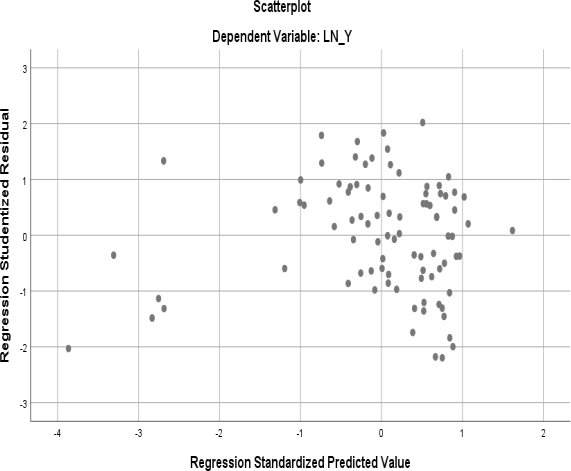 Scatterplot
Dependent Variable: LN_Y
Regression Studentized Residual
3
2
1
0
-1
-2
-3
-4 -3 -2 -1 0 1 2
Regression Standardized Predicted Value